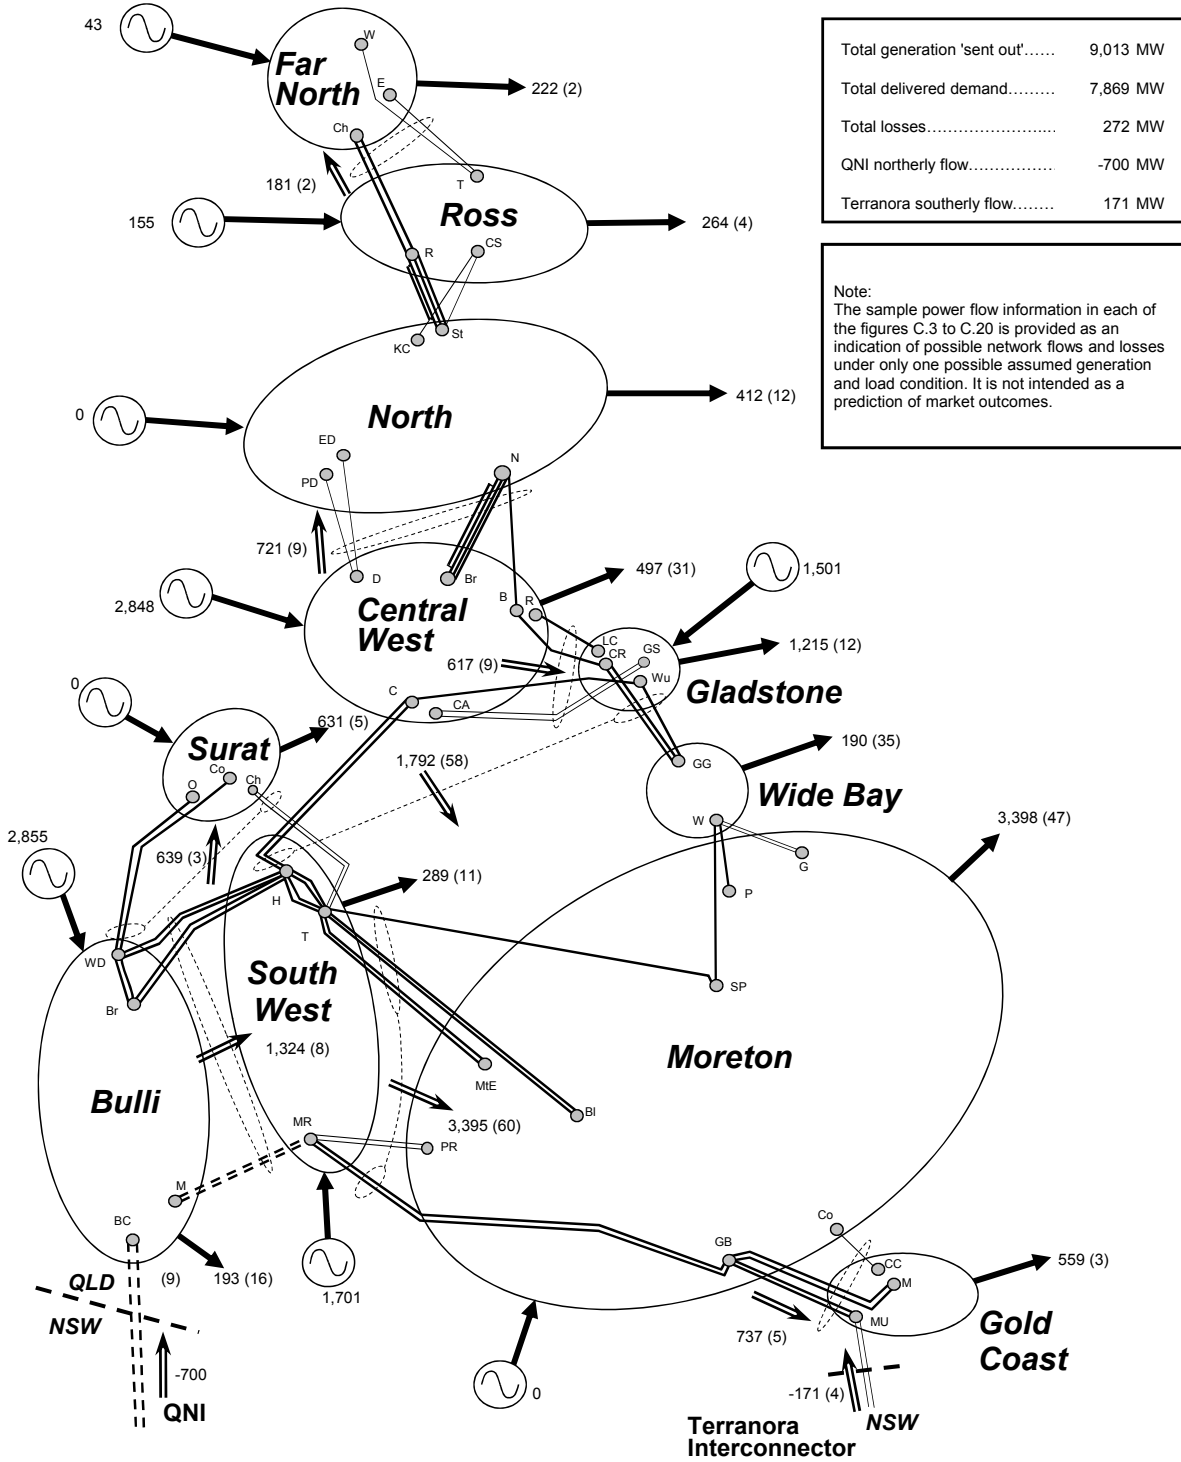 43
W
Far
North
E
222 (2)
Ch
181 (2)
T
Ross
155
264 (4)
R
CS
KC
St
North
0
412 (12)
ED
N
PD
721 (9)
D
Br
497 (31)
1,501
2,848
Central
West
B
R
LC
CR
GS
1,215 (12)
617 (9)
Wu
Gladstone
0
C
CA
631 (5)
190 (35)
Surat
1,792 (58)
GG
Co
Ch
O
Wide Bay
W
3,398 (47)
2,855
639 (3)
289 (11)
G
H
P
T
WD
South
West
SP
Br
1,324 (8)
Moreton
Bulli
MtE
Bl
3,395 (60)
MR
PR
M
BC
Co
GB
559 (3)
(9)
193 (16)
CC
M
QLD
1,701
NSW
MU
Gold
Coast
737 (5)
-700
0
-171 (4)
QNI
NSW
Terranora
Interconnector
Total generation 'sent out'...... 9,013 MW
Total delivered demand......... 7,869 MW
Total losses........................ 272 MW
QNI northerly flow................ -700 MW
Terranora southerly flow........ 171 MW
Note:
The sample power flow information in each of
the figures C.3 to C.20 is provided as an
indication of possible network flows and losses
under only one possible assumed generation
and load condition. It is not intended as a
prediction of market outcomes.